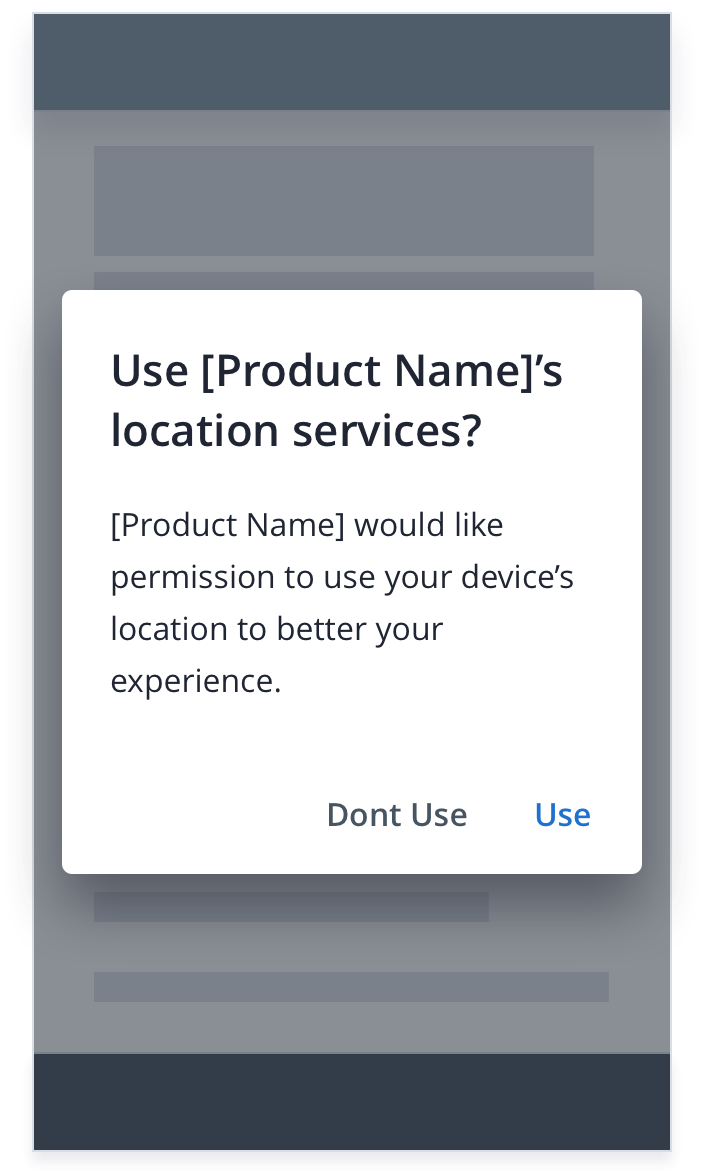 Use [Product Name]’s
location services?
[Product Name] would like
permission to use your device’s
location to better your
experience.
Dont Use
Use